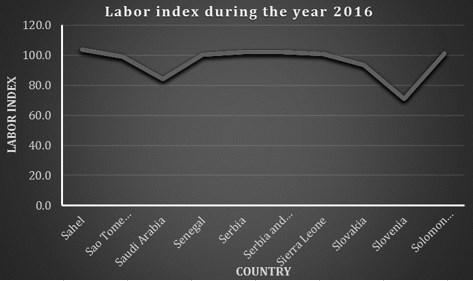 Labor index during the year 2016
120.0
100.0
80.0
60.0
40.0
20.0
0.0
LABOR INDEX
Sahel
Sao Tome...
Saudi Arabia
Senegal
Serbia
Serbia and...
Sierra Leone
Slovakia
Slovenia
Solomon...
COUNTRY